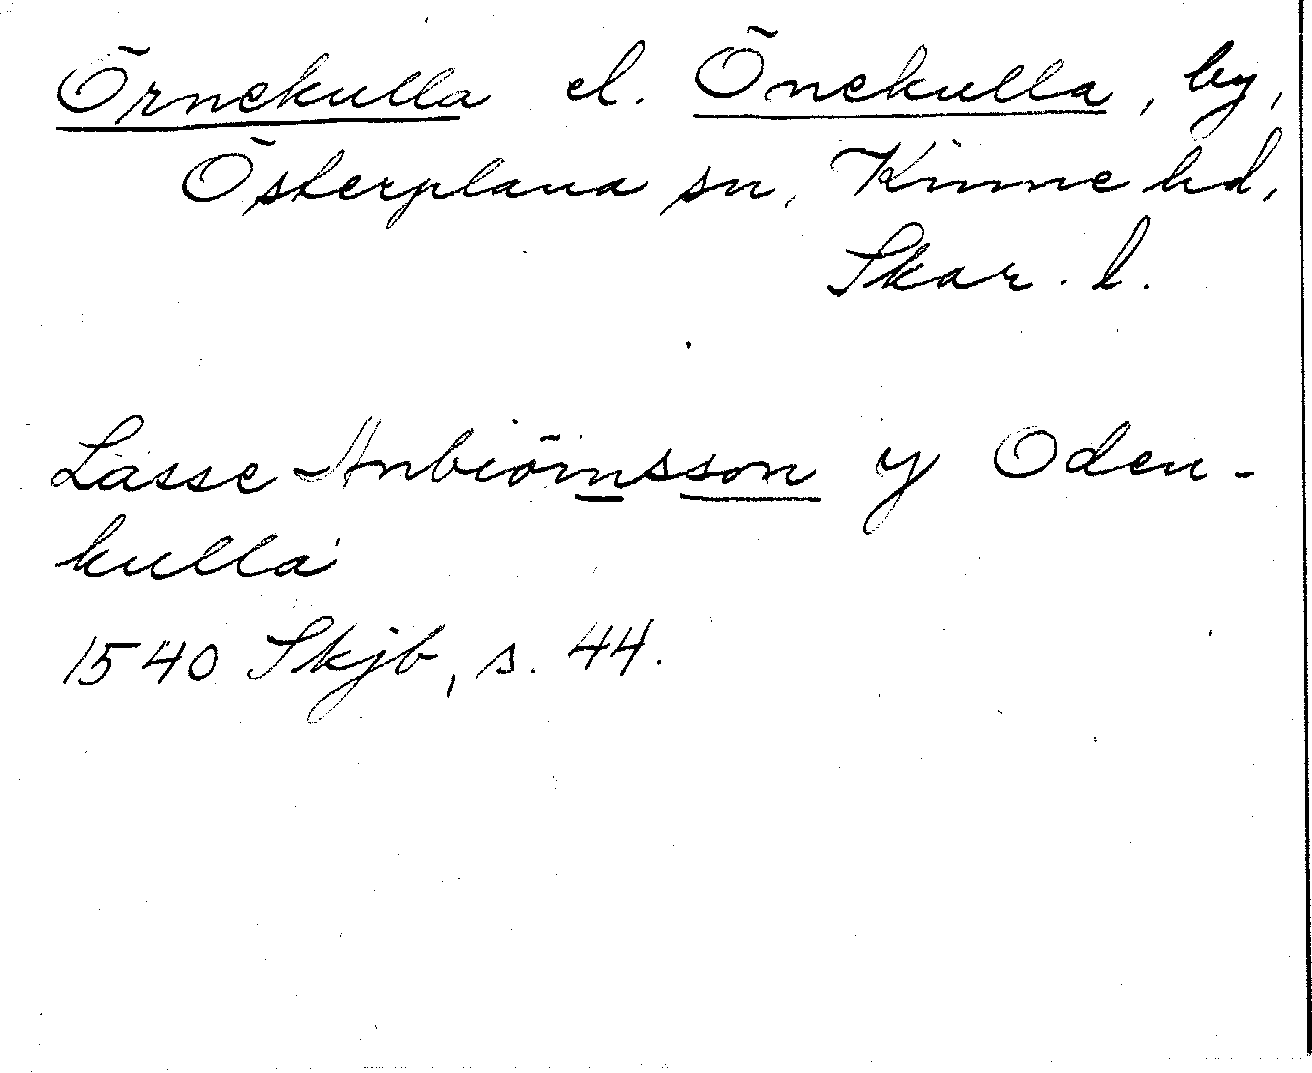 Örnekulla el. Önekulla, by,
Österplana sn, Kinne hd,
Skar. l.
Lasse Anbiörnsson y Oden-
kulla
1540 Skjb, s. 44.